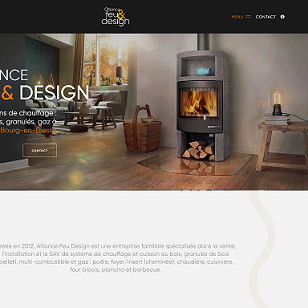 Alliance
feu &
design
MENU
CONTACT
NCE
& DESIGN
ns de chauffage :
s, granulés, gaz à
Bourg-en-Bresse
CONTACT
éée en 2012, Alliance Feu Design est une entreprise familiale spécialisée dans la vente,
l'installation et le SAV de système de chauffage et cuisson au bois, granulés de bois
(pellet), multi-combustible et gaz : poêle, foyer/insert (cheminée), chaudière, cuisinière,
four à bois, plancha et barbecue.